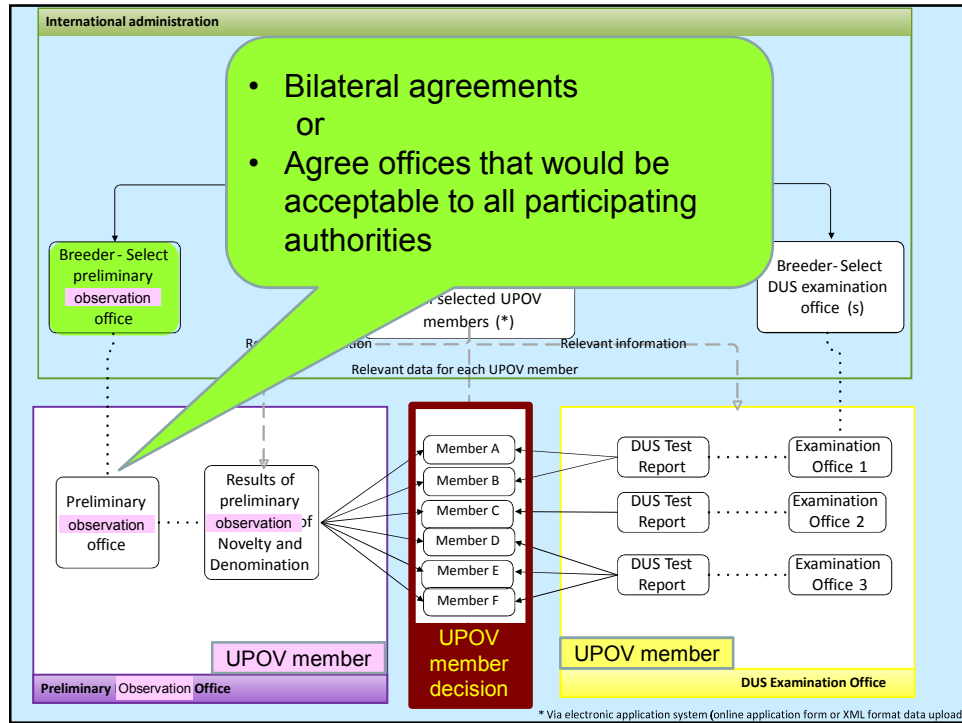 International administration
• Bilateral agreements
or
• Agree offices that would be
acceptable to all participating
authorities
Breeder - Select
preliminary
observation
office
selected UPOV
members (*)
Breeder- Select
DUS examination
office (s)
Relevant information
Relevant data for each UPOV member
Preliminary
observation
office
Results of
preliminary
observation of
Novelty and
Denomination
Member A
Member B
Member C
Member D
Member E
Member F
UPOV
member
decision
DUS Test
Report
Examination
Office 1
DUS Test
Report
Examination
Office 2
DUS Test
Report
Examination
Office 3
UPOV member
Preliminary Observation Office
UPOV member
DUS Examination Office
* Via electronic application system (online application form or XML format data upload